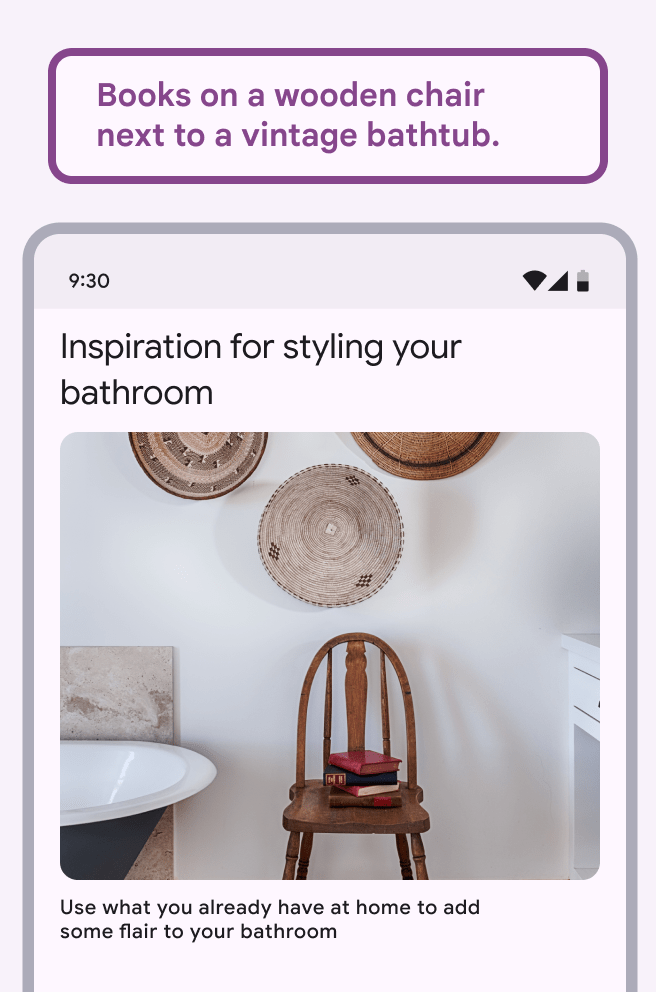 Books on a wooden chair
next to a vintage bathtub.
9:30
Inspiration for styling your
bathroom
Use what you already have at home to add
some flair to your bathroom